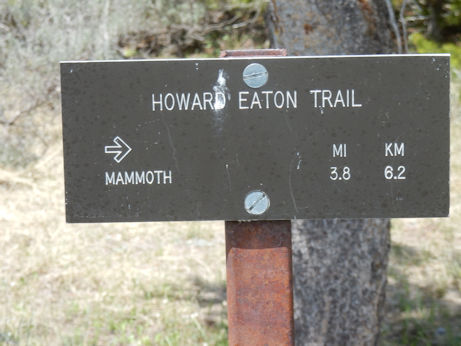 HOWARD EATON TRAIL
→
MI KM
MAMMOTH 3.8 6.2